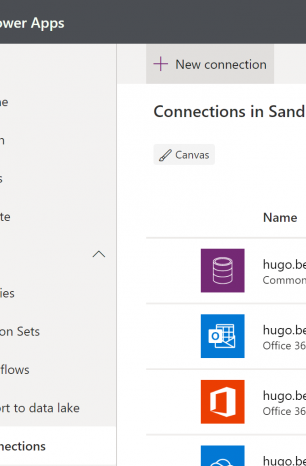 ower Apps
New connection
Connections in Sand
Canvas
Name
hugo.be
Common
hugo.be
Office 36
hugo.be
Office 36
hugo.be
ne
n
s
te
ies
on Sets
flows
rt to data lake
nections